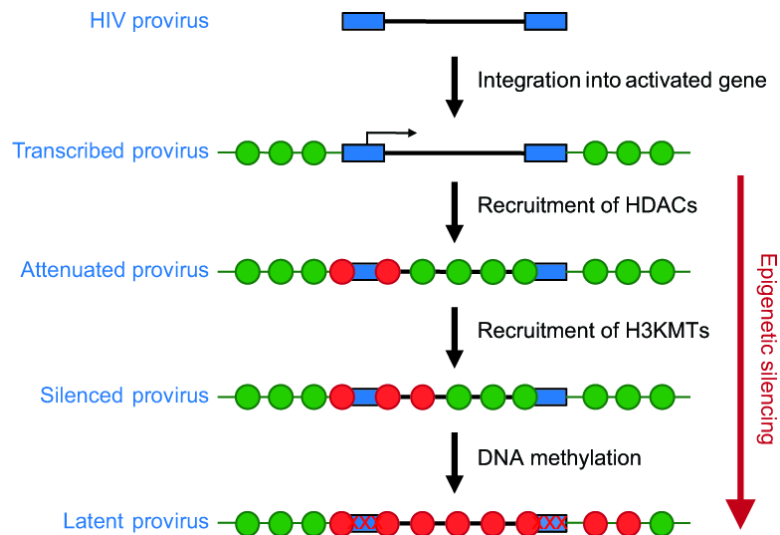 HIV provirus
Integration into activated gene
Transcribed provirus
Recruitment of HDACs
Attenuated provirus
Recruitment of H3KMTs
Silenced provirus
DNA methylation
Latent provirus
Epigenetic silencing